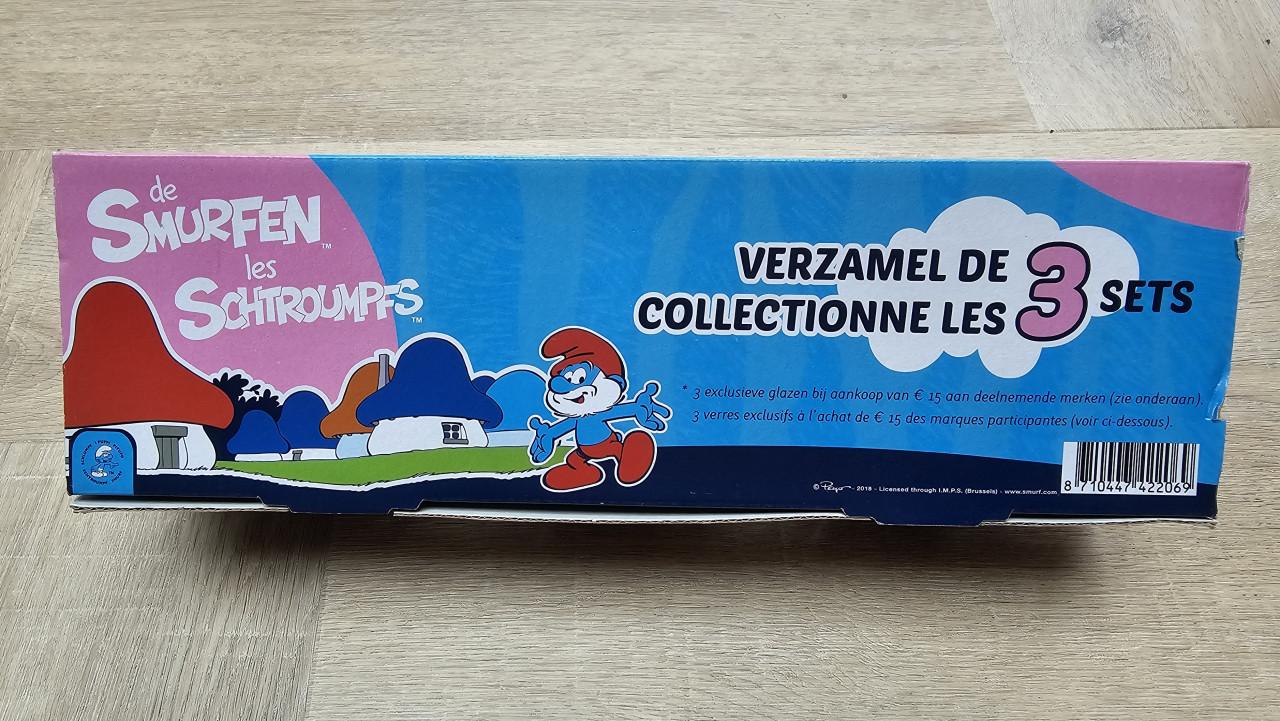 de
SMURFEN™
les
SCHTROUMPFS™
VERZAMEL DE
COLLECTIONNE LES 3 SETS
* 3 exclusieve glazen bij aankoop van € 15 aan deelnemende merken (zie onderaan).
3 verres exclusifs à l'achat de € 15 des marques participantes (voir ci-dessous).
© Peyo - 2018 - Licensed through I.M.P.S. (Brussels) - www.smurf.com
8 710447 422069